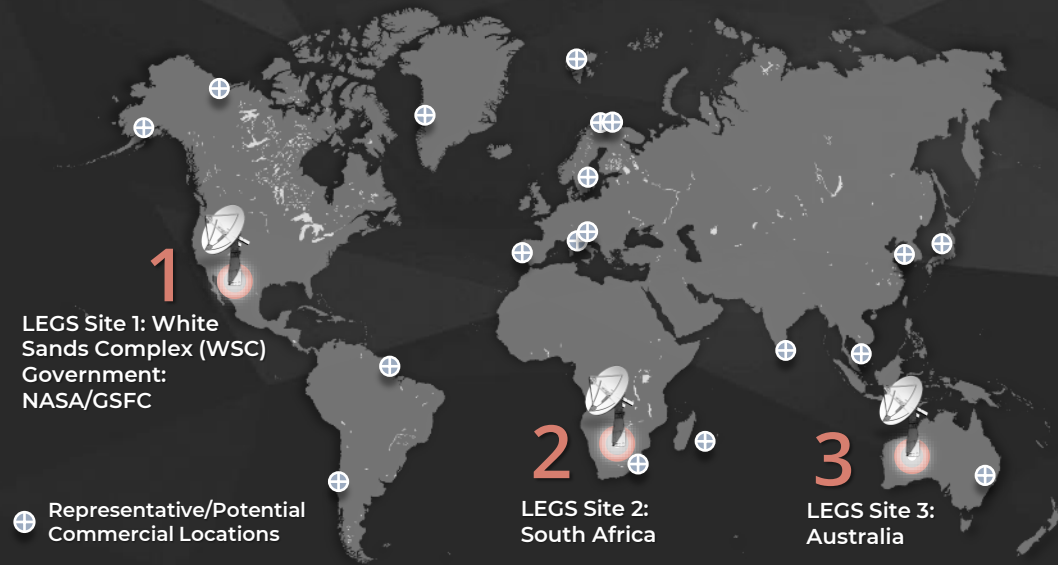 1
LEGS Site 1: White
Sands Complex (WSC)
Government:
NASA/GSFC
2
LEGS Site 2:
South Africa
3
LEGS Site 3:
Australia
Representative/Potential
Commercial Locations